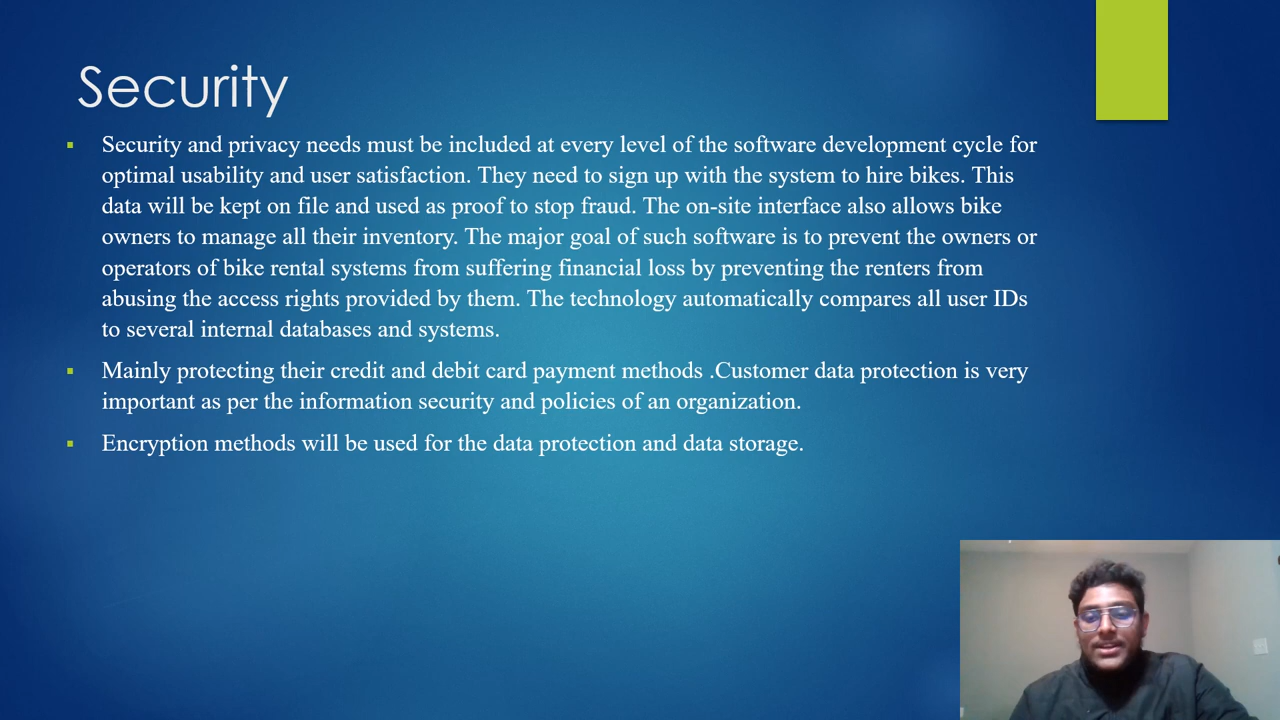 Security
Security and privacy needs must be included at every level of the software development cycle for
optimal usability and user satisfaction. They need to sign up with the system to hire bikes. This
data will be kept on file and used as proof to stop fraud. The on-site interface also allows bike
owners to manage all their inventory. The major goal of such software is to prevent the owners or
operators of bike rental systems from suffering financial loss by preventing the renters from
abusing the access rights provided by them. The technology automatically compares all user IDs
to several internal databases and systems.
Mainly protecting their credit and debit card payment methods .Customer data protection is very
important as per the information security and policies of an organization.
Encryption methods will be used for the data protection and data storage.